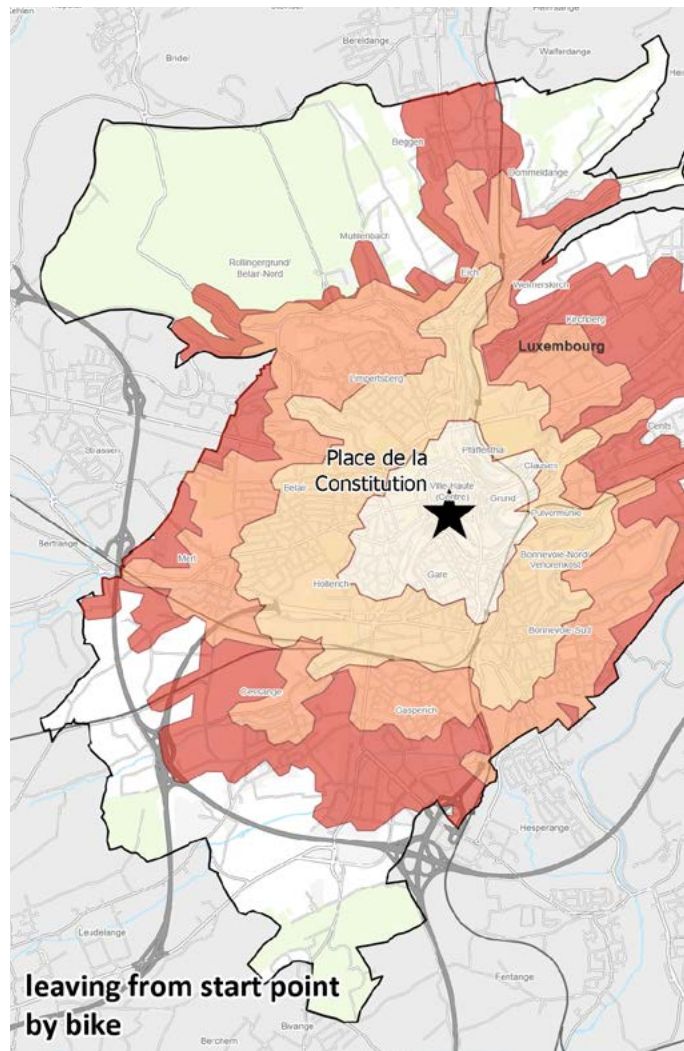 Bereldange
Walferdange
Bridel
Beggen
Dommeldange
Muhlenbach
Rollingergrund/
Belair-Nord
Eich
Weimerskirch
Kirchberg
Luxembourg
Limpertsberg
Strassen
Cents
Place de la
Constitution
Pfaffenthal
Clausen
Ville-Haute
(Centre)
Grund
Belair
Pulvermühle
Bertrange
Merl
Bonnevoie-Nord/
Verlorenkost
Hollerich
Gare
Bonnevoie-Sud
Cessange
Gasperich
Hesperange
Leudelange
leaving from start point
by bike
Fentange
Bivange
Berchem